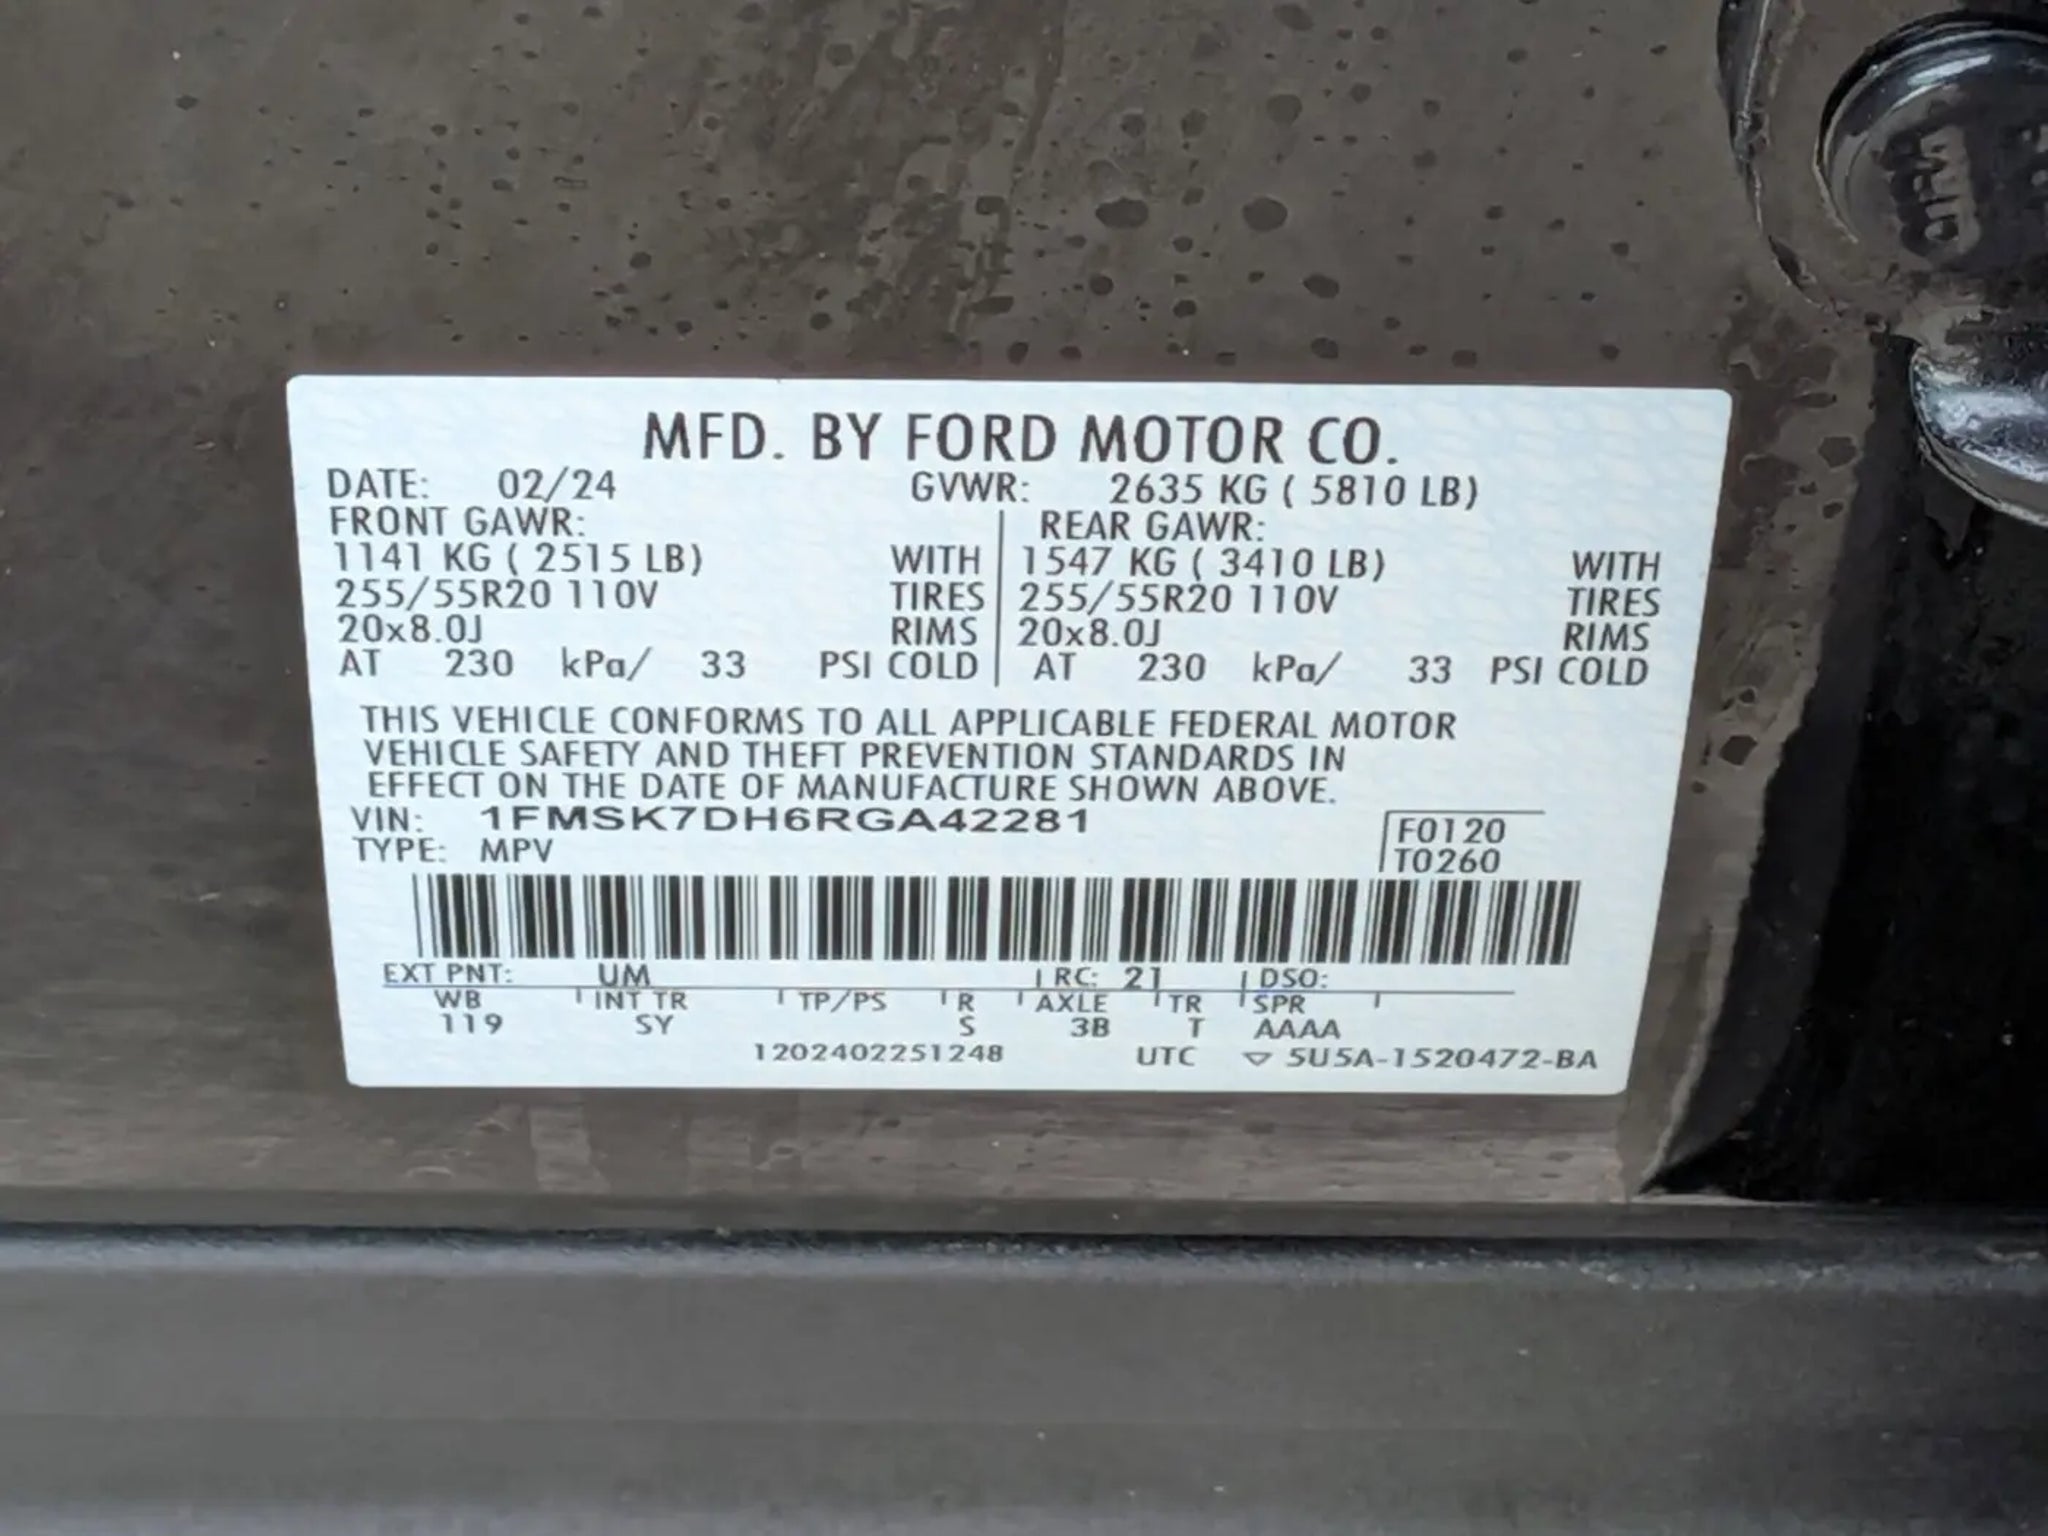 MFD. BY FORD MOTOR CO.
DATE: 02/24 GVWR: 2635 KG ( 5810 LB)
FRONT GAWR: REAR GAWR:
1141 KG ( 2515 LB) WITH 1547 KG ( 3410 LB) WITH
255/55R20 110V TIRES 255/55R20 110V TIRES
20x8.0J RIMS 20x8.0J RIMS
AT 230 kPa/ 33 PSI COLD AT 230 kPa/ 33 PSI COLD
THIS VEHICLE CONFORMS TO ALL APPLICABLE FEDERAL MOTOR
VEHICLE SAFETY AND THEFT PREVENTION STANDARDS IN
EFFECT ON THE DATE OF MANUFACTURE SHOWN ABOVE.
VIN: 1FMSK7DH6RGA42281 F0120
TYPE: MPV T0260
EXT PNT: UM RC: 21 DSO:
WB INT TR TP/PS R AXLE TR SPR
119 SY S 3B T AAAA
1202402251248 UTC ▽ 5U5A-1520472-BA